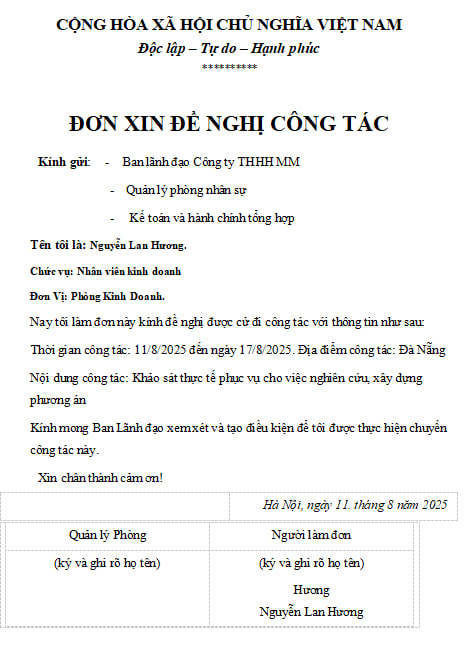 CỘNG HÒA XÃ HỘI CHỦ NGHĨA VIỆT NAM
Độc lập – Tự do – Hạnh phúc
**********
ĐƠN XIN ĐỀ NGHỊ CÔNG TÁC
Kính gửi: - Ban lãnh đạo Công ty THHH MM
- Quản lý phòng nhân sự
- Kế toán và hành chính tổng hợp
Tên tôi là: Nguyễn Lan Hương.
Chức vụ: Nhân viên kinh doanh
Đơn Vị: Phòng Kinh Doanh.
Nay tôi làm đơn này kính đề nghị được cử đi công tác với thông tin như sau:
Thời gian công tác: 11/8/2025 đến ngày 17/8/2025. Địa điểm công tác: Đà Nẵng
Nội dung công tác: Khảo sát thực tế phục vụ cho việc nghiên cứu, xây dựng
phương án
Kính mong Ban Lãnh đạo xem xét và tạo điều kiện để tôi được thực hiện chuyến
công tác này.
Xin chân thành cảm ơn!
Hà Nội, ngày 11. tháng 8 năm 2025
Quản lý Phòng Người làm đơn
(ký và ghi rõ họ tên) (ký và ghi rõ họ tên)
Hương
Nguyễn Lan Hương